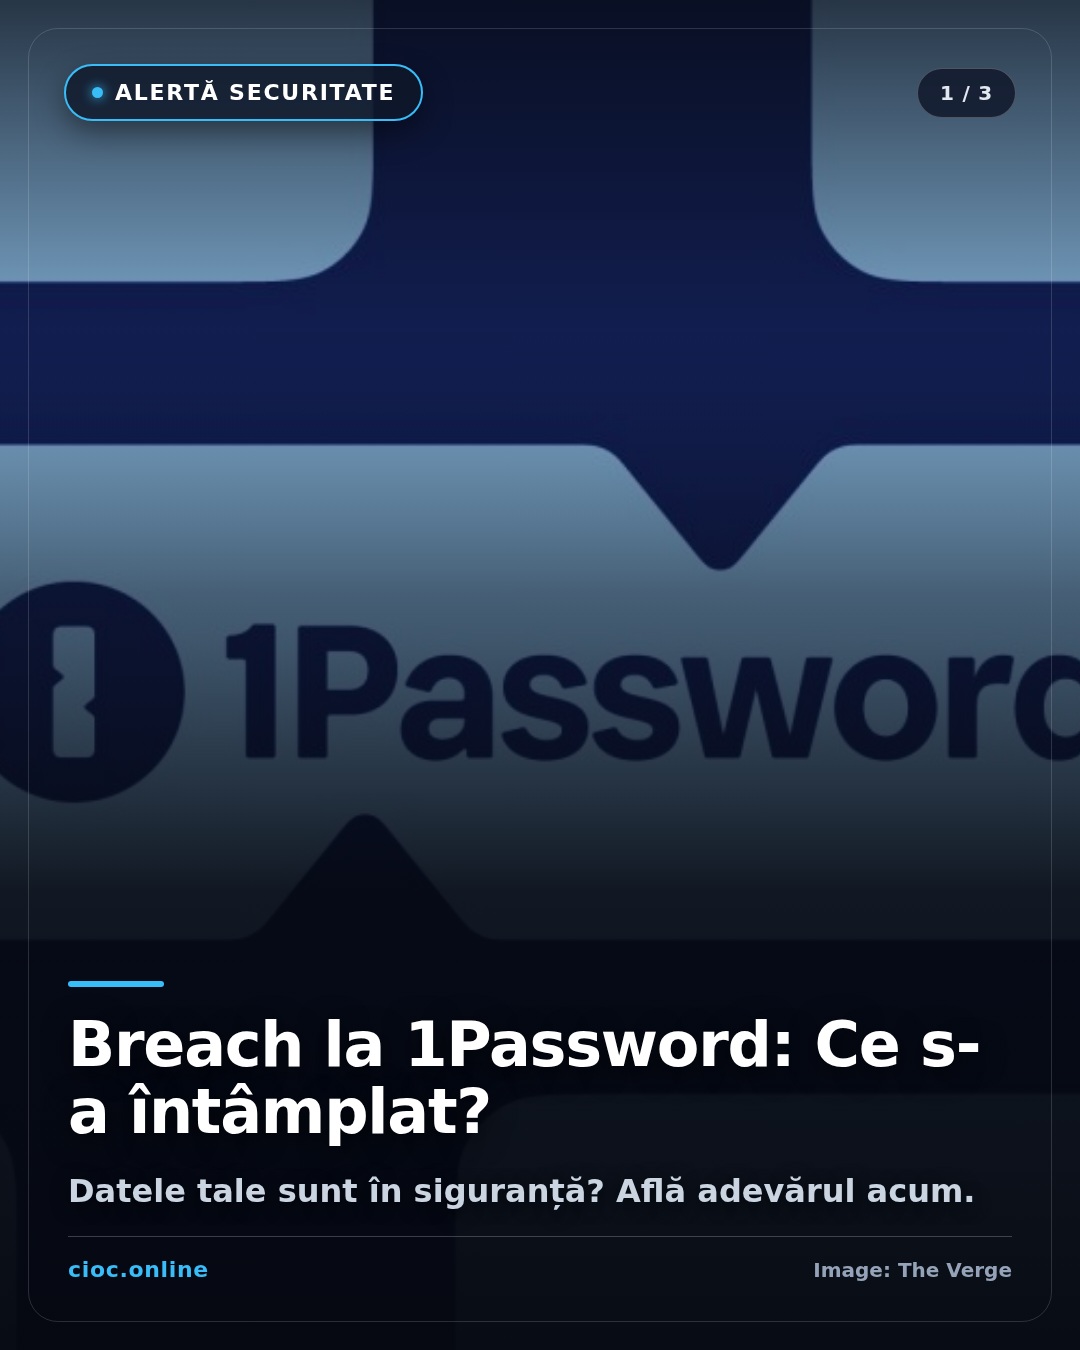 ALERTĂ SECURITATE
1 / 3
1Password
Breach la 1Password: Ce s-
a întâmplat?
Datele tale sunt în siguranță? Află adevărul acum.
cioc.online
Image: The Verge